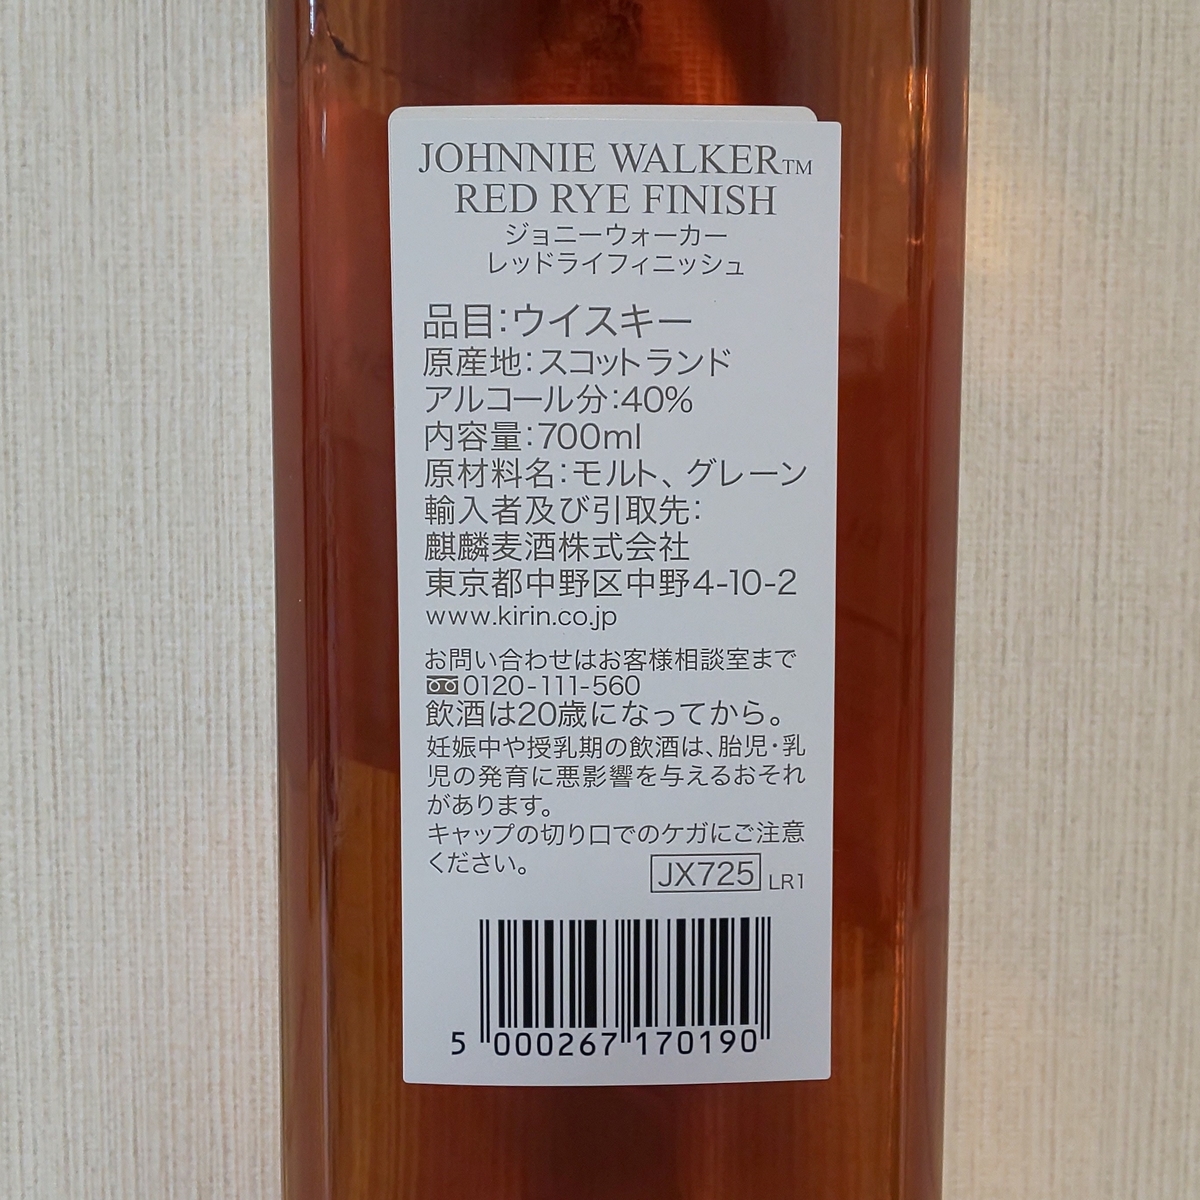 JOHNNIE WALKER™
RED RYE FINISH
ジョニーウォーカー
レッドライフィニッシュ
品目:ウイスキー
原産地:スコットランド
アルコール分:40%
内容量:700ml
原材料名:モルト、グレーン
輸入者及び引取先:
麒麟麦酒株式会社
東京都中野区中野4-10-2
www.kirin.co.jp
お問い合わせはお客様相談室まで
0120-111-560
飲酒は20歳になってから。
妊娠中や授乳期の飲酒は、胎児・乳
児の発育に悪影響を与えるおそれ
があります。
キャップの切り口でのケガにご注意
ください。
JX725 LR1
5 000267 170190